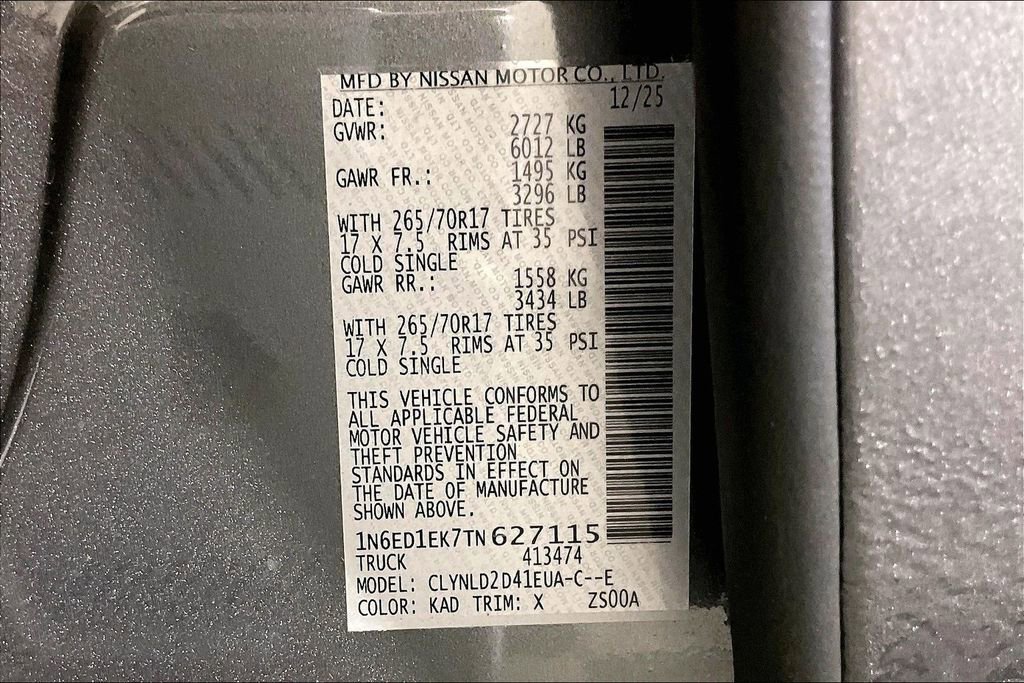 MFD BY NISSAN MOTOR CO., LTD.
DATE: 12/25
GVWR: 2727 KG
6012 LB
GAWR FR.: 1495 KG
3296 LB
WITH 265/70R17 TIRES
17 X 7.5 RIMS AT 35 PSI
COLD SINGLE
GAWR RR.: 1558 KG
3434 LB
WITH 265/70R17 TIRES
17 X 7.5 RIMS AT 35 PSI
COLD SINGLE
THIS VEHICLE CONFORMS TO
ALL APPLICABLE FEDERAL
MOTOR VEHICLE SAFETY AND
THEFT PREVENTION
STANDARDS IN EFFECT ON
THE DATE OF MANUFACTURE
SHOWN ABOVE.
1N6ED1EK7TN627115
TRUCK 413474
MODEL: CLYNLD2D41EUA-C--E
COLOR: KAD TRIM: X ZS00A